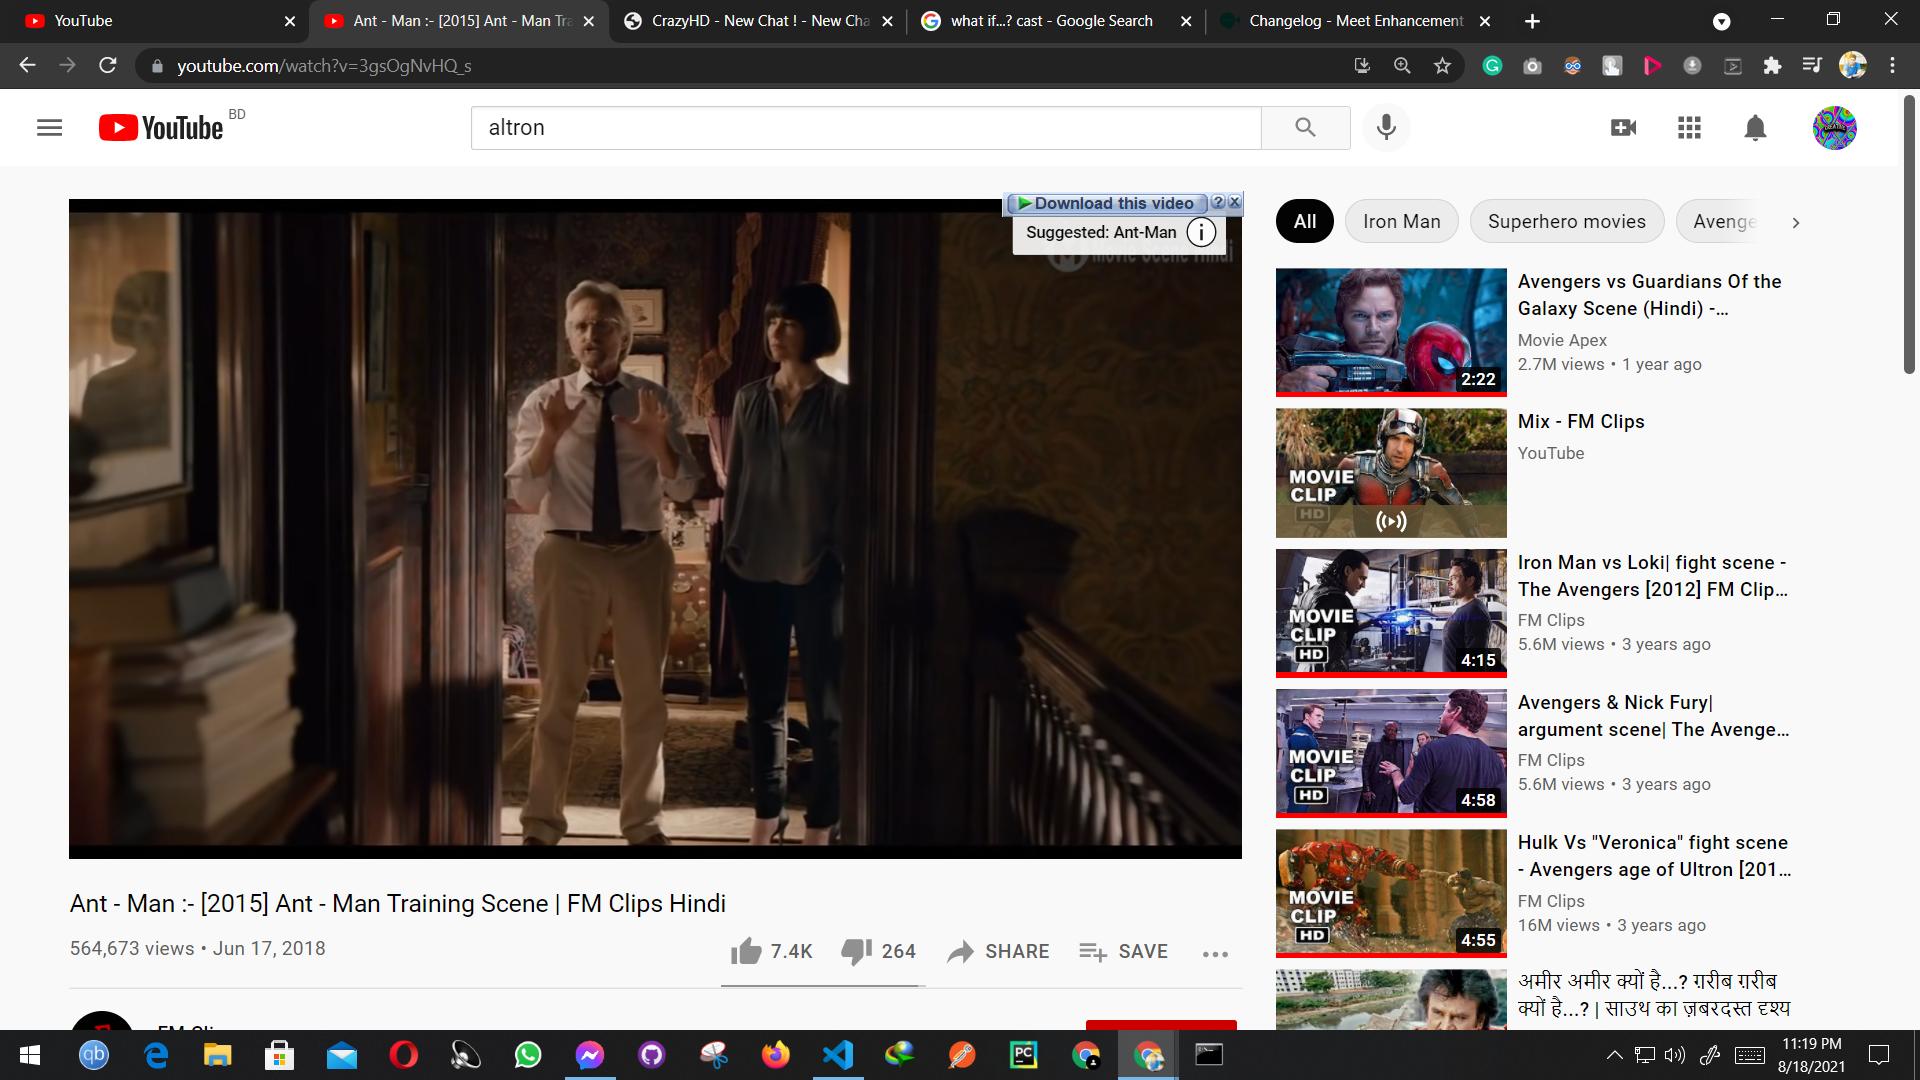 YouTube
Ant - Man :- [2015] Ant - Man Tra
CrazyHD - New Chat ! - New Cha
what if...? cast - Google Search
Changelog - Meet Enhancement
youtube.com/watch?v=3gsOgNvHQ_s
YouTube BD
altron
Download this video
Suggested: Ant-Man
Movie Scene Hindi
All
Iron Man
Superhero movies
Avenge
Avengers vs Guardians Of the
Galaxy Scene (Hindi) -...
Movie Apex
2.7M views • 1 year ago
2:22
Mix - FM Clips
YouTube
MOVIE
CLIP
HD
Iron Man vs Loki| fight scene -
The Avengers [2012] FM Clip...
FM Clips
5.6M views • 3 years ago
MOVIE
CLIP
HD
4:15
Avengers & Nick Fury|
argument scene| The Avenge...
FM Clips
5.6M views • 3 years ago
MOVIE
CLIP
HD
4:58
Hulk Vs "Veronica" fight scene
- Avengers age of Ultron [201...
FM Clips
16M views • 3 years ago
MOVIE
CLIP
HD
4:55
अमीर अमीर क्यों है...? ग़रीब ग़रीब
क्यों है...? | साउथ का ज़बरदस्त दृश्य
Ant - Man :- [2015] Ant - Man Training Scene | FM Clips Hindi
564,673 views • Jun 17, 2018
7.4K
264
SHARE
SAVE
qb
PC
11:19 PM
8/18/2021